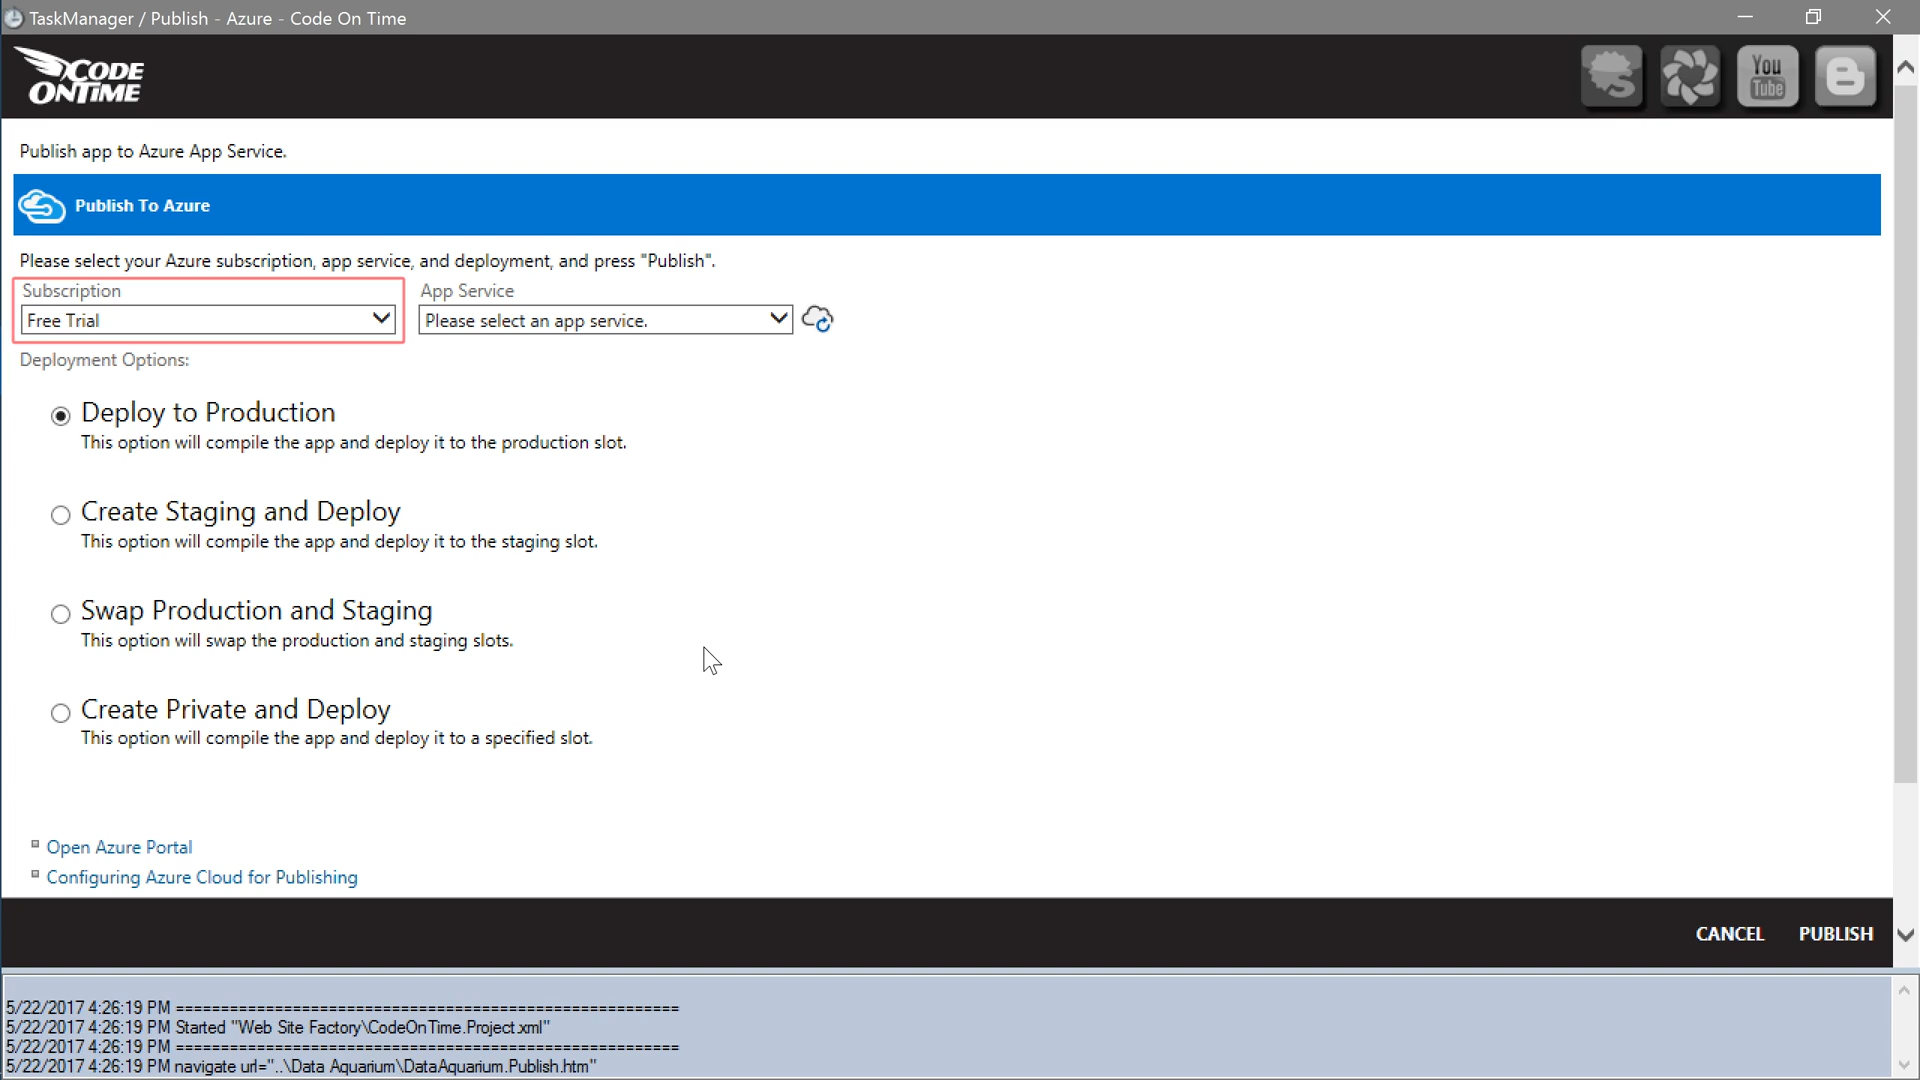 TaskManager / Publish - Azure - Code On Time
CODE
ONTIME
You
Tube
Publish app to Azure App Service.
Publish To Azure
Please select your Azure subscription, app service, and deployment, and press "Publish".
Subscription
App Service
Free Trial
Please select an app service.
Deployment Options:
Deploy to Production
This option will compile the app and deploy it to the production slot.
Create Staging and Deploy
This option will compile the app and deploy it to the staging slot.
Swap Production and Staging
This option will swap the production and staging slots.
Create Private and Deploy
This option will compile the app and deploy it to a specified slot.
Open Azure Portal
Configuring Azure Cloud for Publishing
CANCEL PUBLISH
5/22/2017 4:26:19 PM ========================================================
5/22/2017 4:26:19 PM Started "Web Site Factory\CodeOnTime.Project.xml"
5/22/2017 4:26:19 PM ========================================================
5/22/2017 4:26:19 PM navigate url="..\Data Aquarium\DataAquarium.Publish.htm"